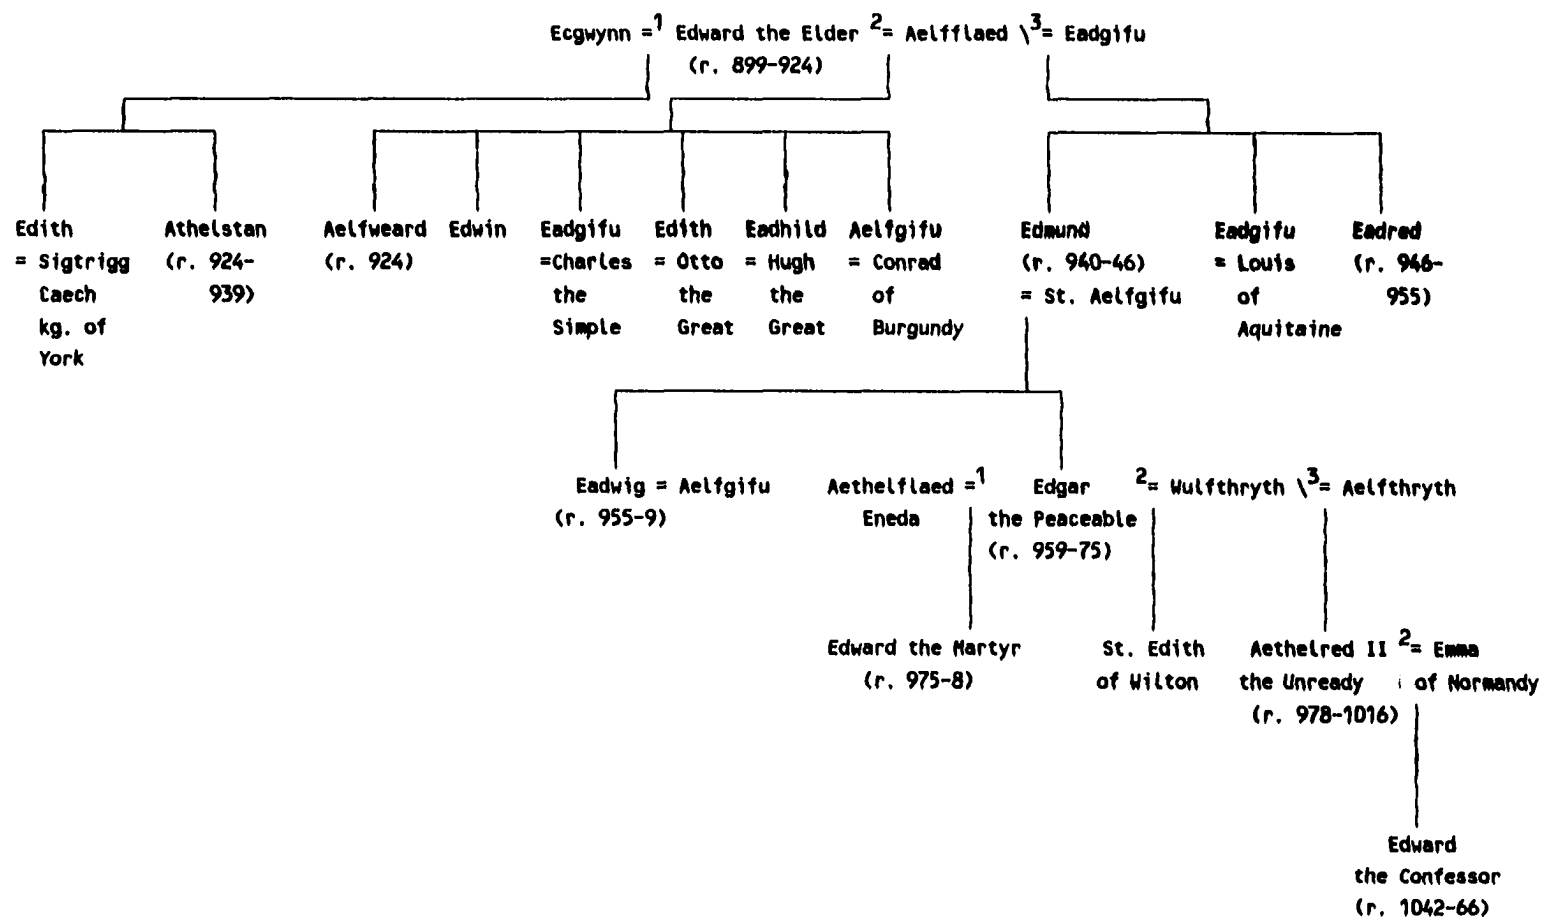 Ecgwynn =1 Edward the Elder 2= Aelfflaed \3= Eadgifu
(r. 899-924)
Edith
= Sigtrigg
Caech
kg. of
York
Athelstan
(r. 924-
939)
Aelfweard
(r. 924)
Edwin
Eadgifu
=Charles
the
Simple
Edith
= Otto
the
Great
Eadhild
= Hugh
the
Great
Aelfgifu
= Conrad
of
Burgundy
Edmund
(r. 940-46)
= St. Aelfgifu
Eadgifu
= Louis
of
Aquitaine
Eadred
(r. 946-
955)
Eadwig = Aelfgifu
(r. 955-9)
Aethelflaed =1 Edgar 2= Wulfthryth \3= Aelfthryth
Eneda the Peaceable
(r. 959-75)
Edward the Martyr
(r. 975-8)
St. Edith
of Wilton
Aethelred II 2= Emma
the Unready of Normandy
(r. 978-1016)
Edward
the Confessor
(r. 1042-66)